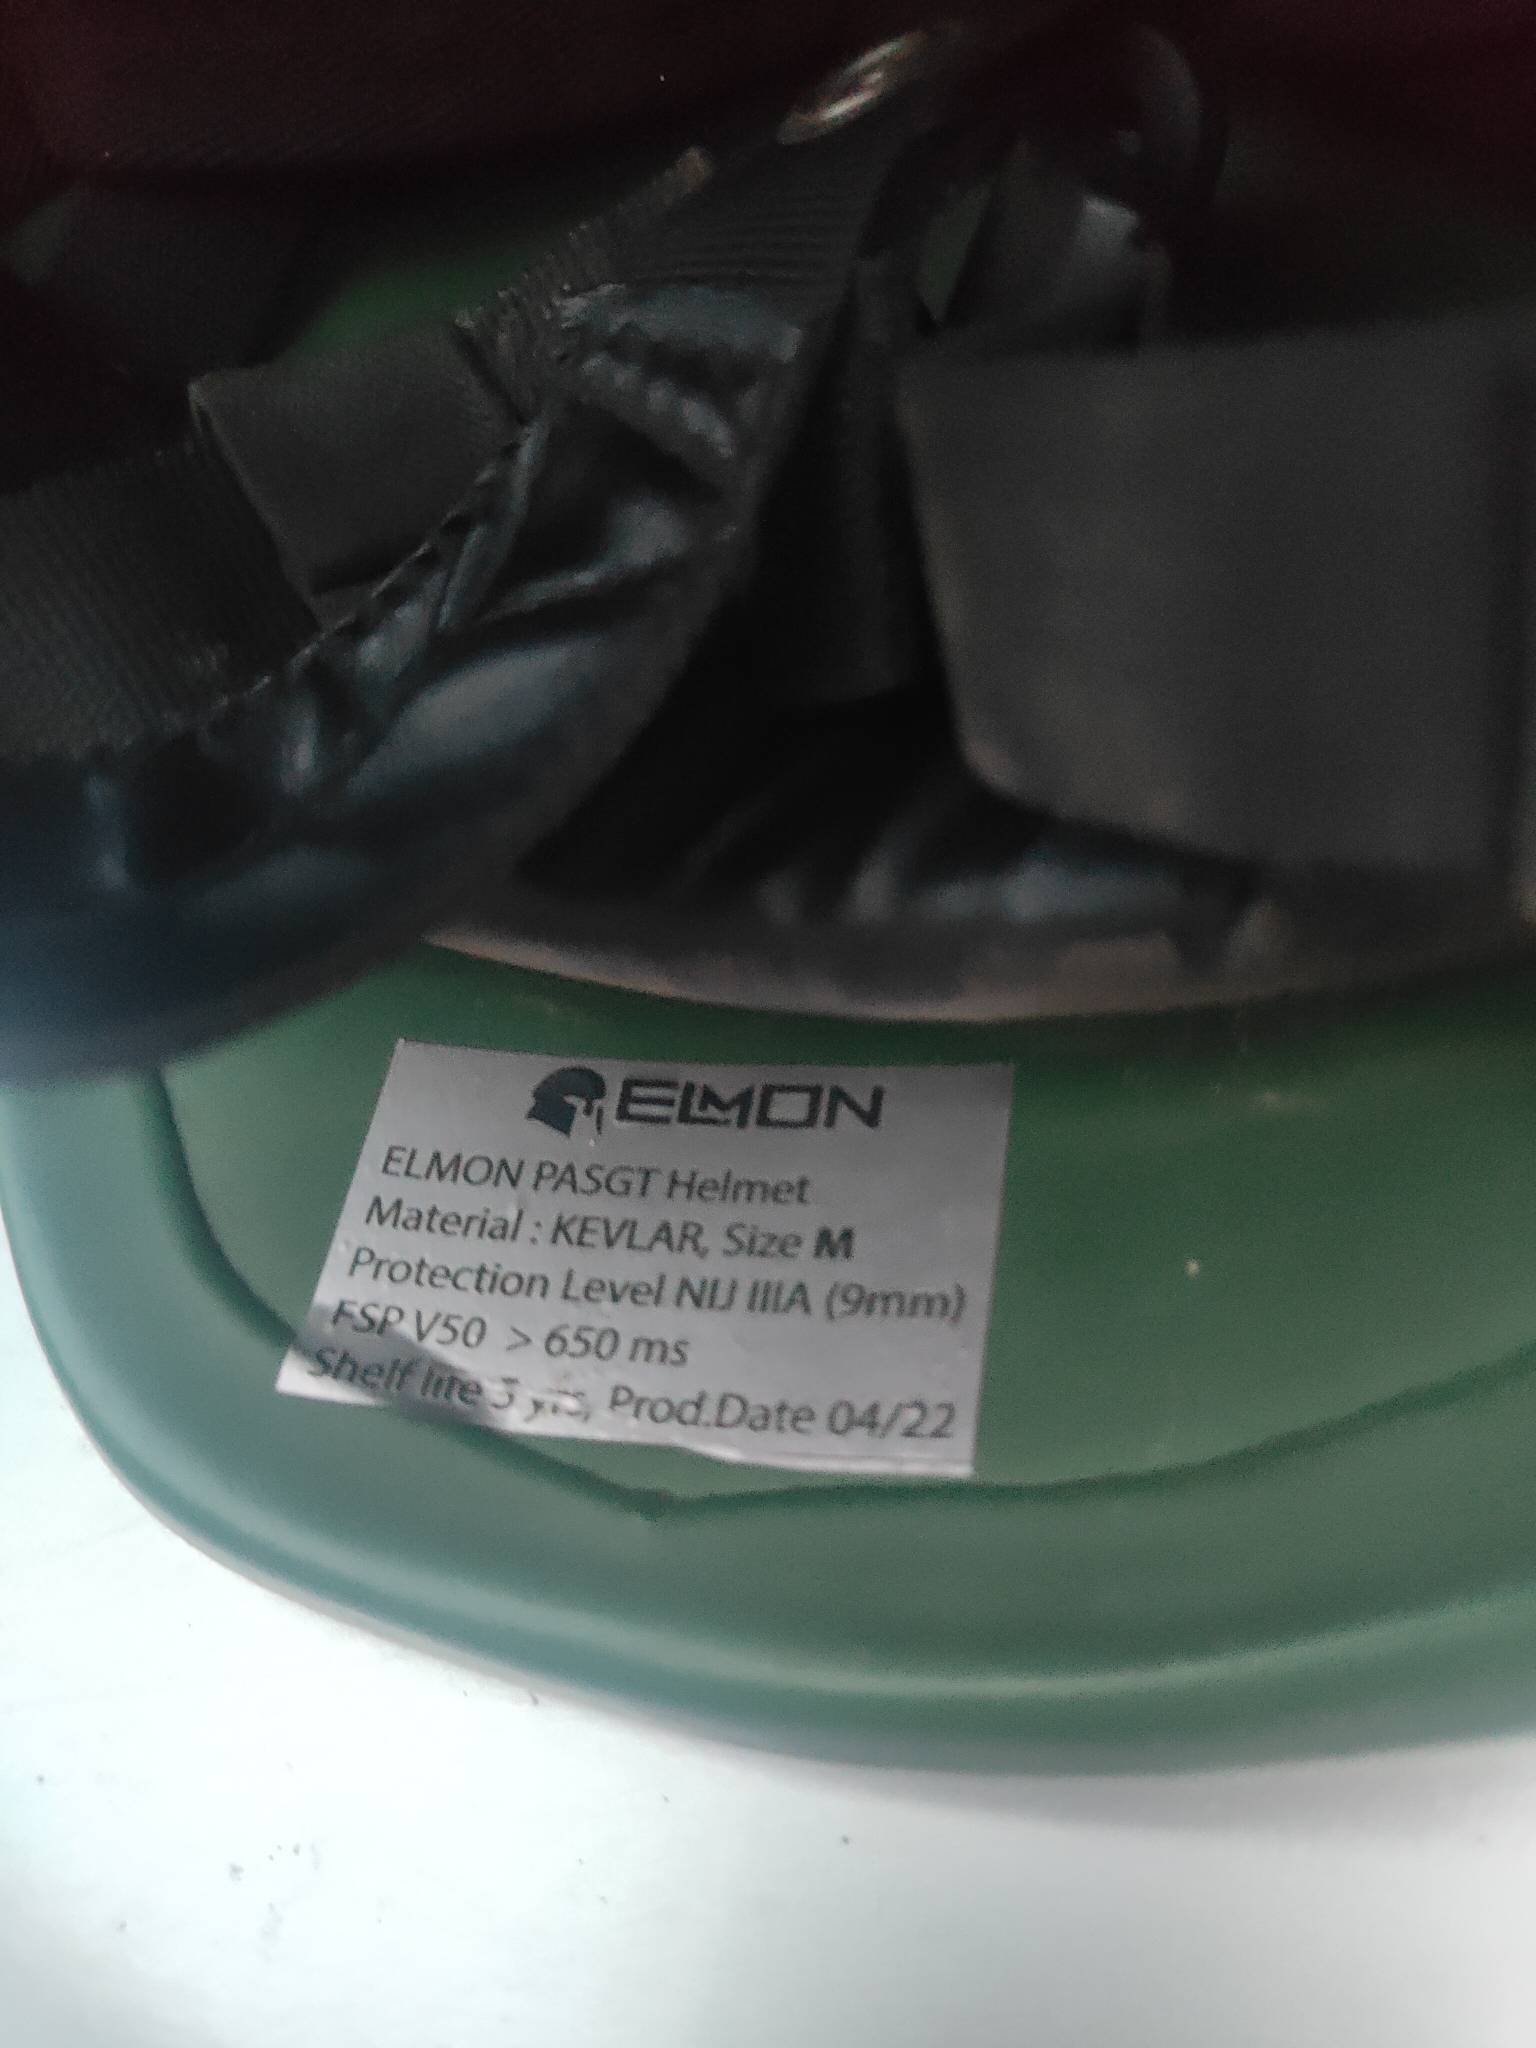 ELMON
ELMON PASGT Helmet
Material : KEVLAR, Size M
Protection Level NIJ IIIA (9mm)
FSP V50 > 650 ms
Shelf life 5 yrs, Prod.Date 04/22